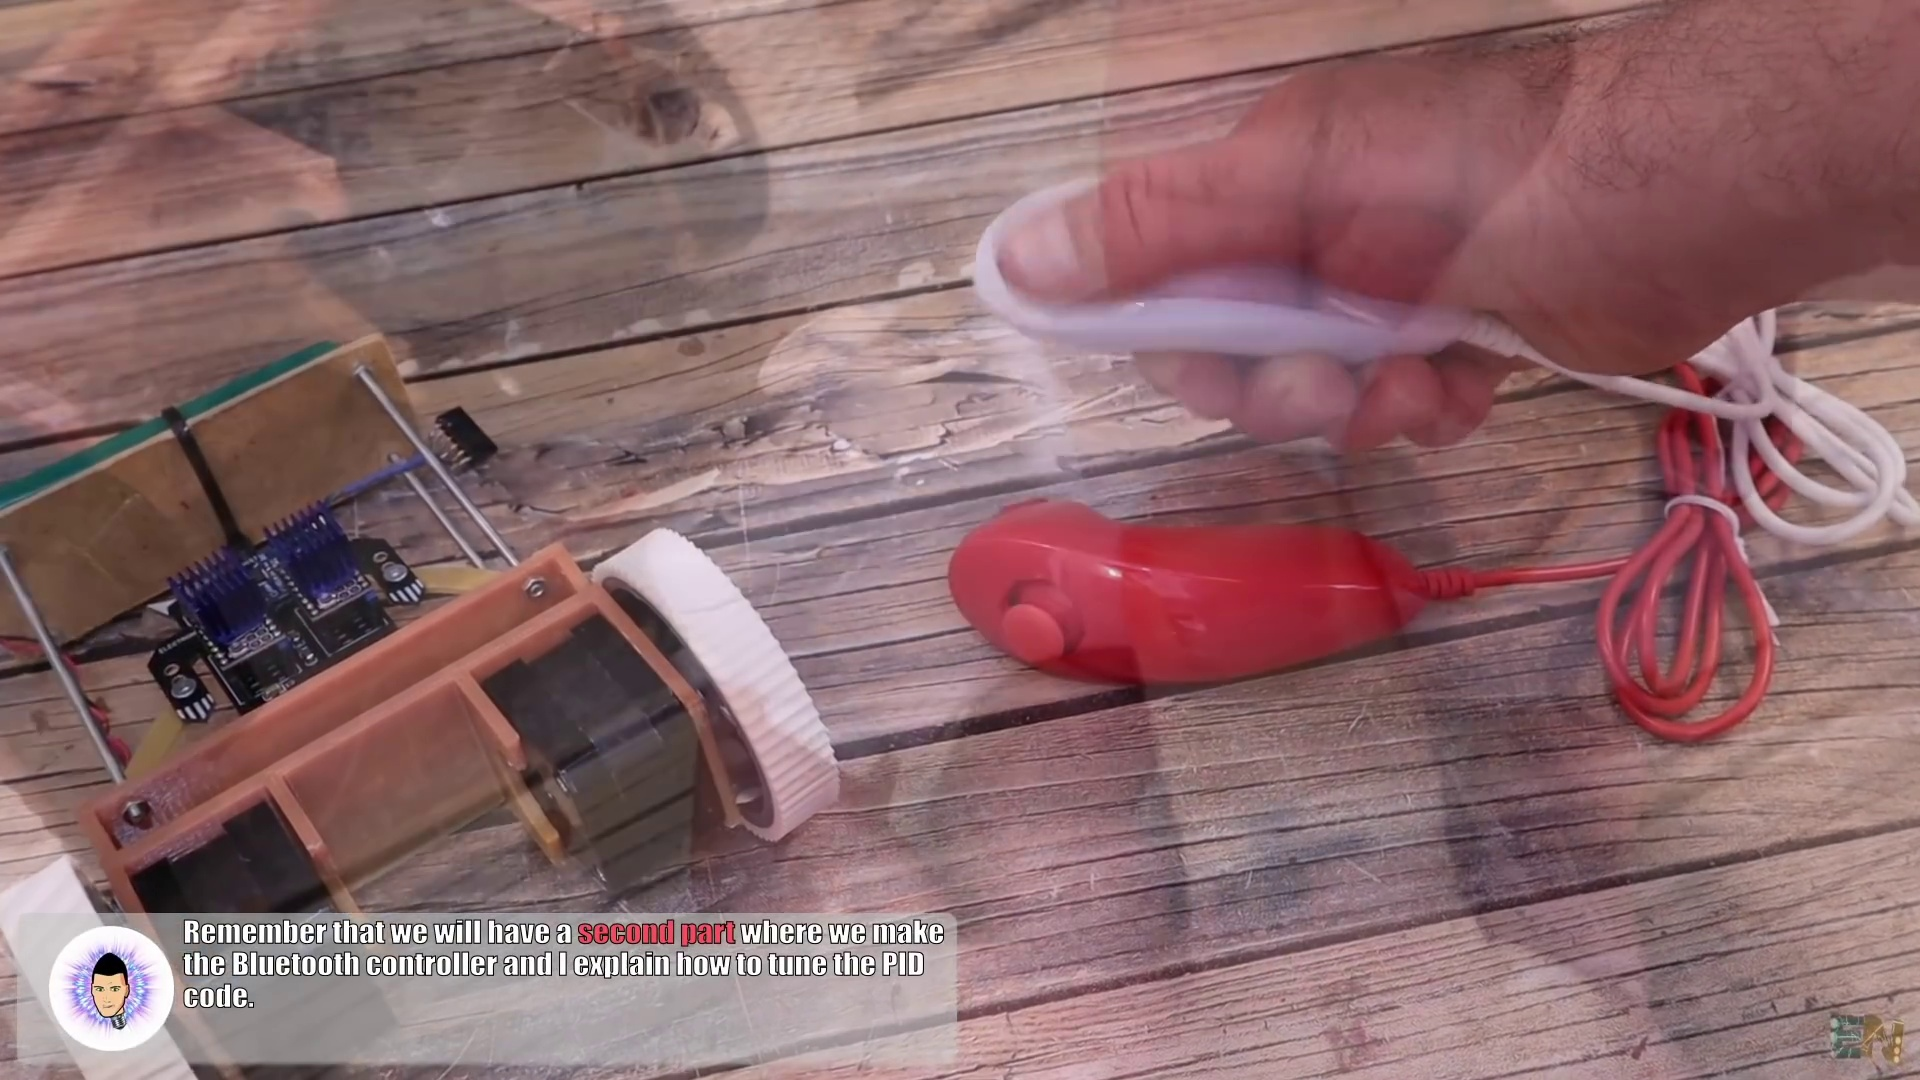 Remember that we will have a second part where we make
the Bluetooth controller and I explain how to tune the PID
code.
EN